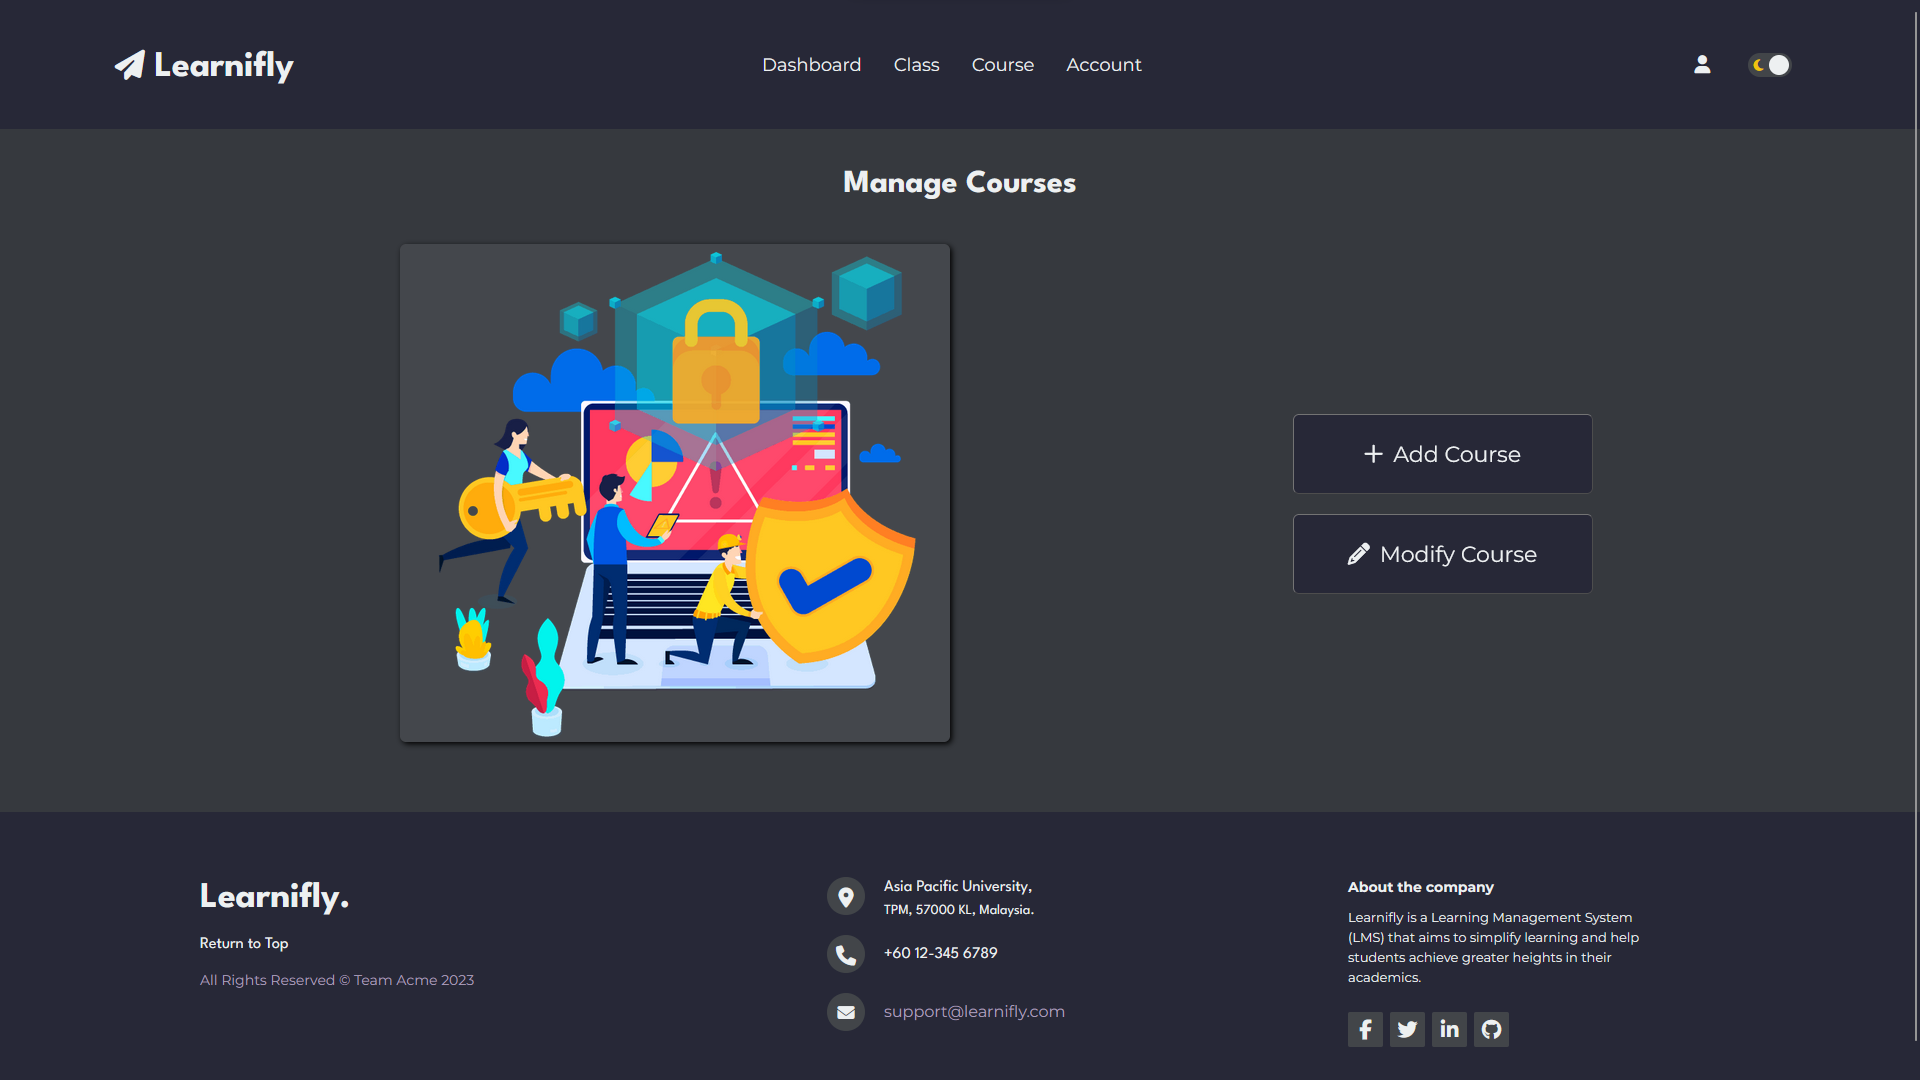 Learnifly
Dashboard
Class
Course
Account
Manage Courses
Add Course
Modify Course
Learnifly.
Return to Top
All Rights Reserved © Team Acme 2023
Asia Pacific University,
TPM, 57000 KL, Malaysia.
+60 12-345 6789
support@learnifly.com
About the company
Learnifly is a Learning Management System
(LMS) that aims to simplify learning and help
students achieve greater heights in their
academics.